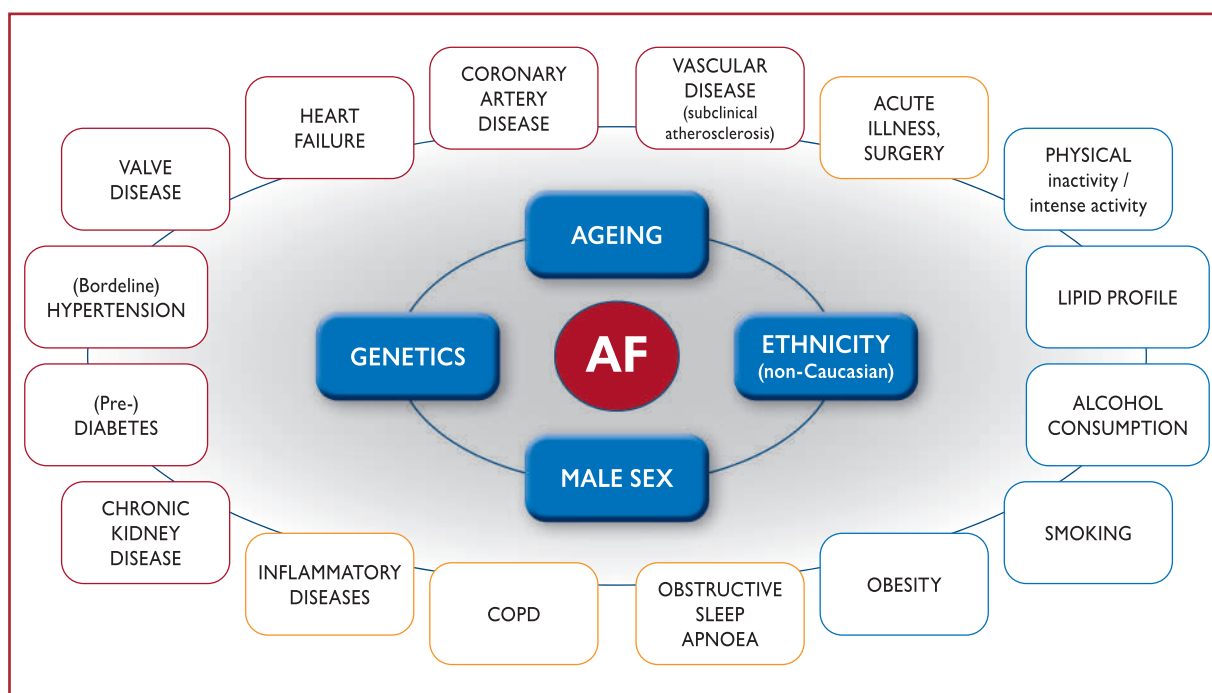 CORONARY
ARTERY
DISEASE
VASCULAR
DISEASE
(subclinical
atherosclerosis)
HEART
FAILURE
ACUTE
ILLNESS,
SURGERY
VALVE
DISEASE
PHYSICAL
inactivity /
intense activity
AGEING
(Bordeline)
HYPERTENSION
LIPID PROFILE
GENETICS
AF
ETHNICITY
(non-Caucasian)
(Pre-)
DIABETES
ALCOHOL
CONSUMPTION
MALE SEX
CHRONIC
KIDNEY
DISEASE
SMOKING
INFLAMMATORY
DISEASES
COPD
OBSTRUCTIVE
SLEEP
APNOEA
OBESITY